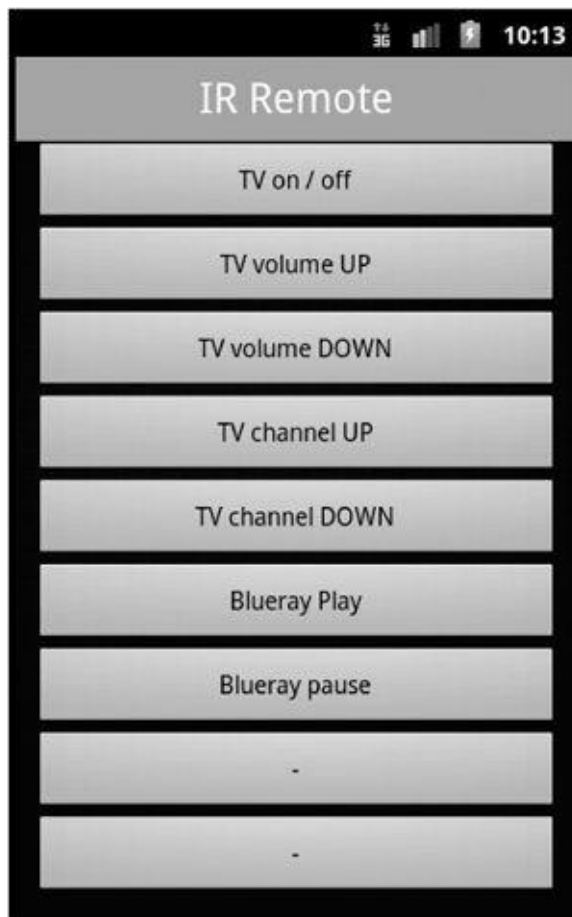 3G 10:13
IR Remote
TV on / off
TV volume UP
TV volume DOWN
TV channel UP
TV channel DOWN
Blueray Play
Blueray pause
-
-